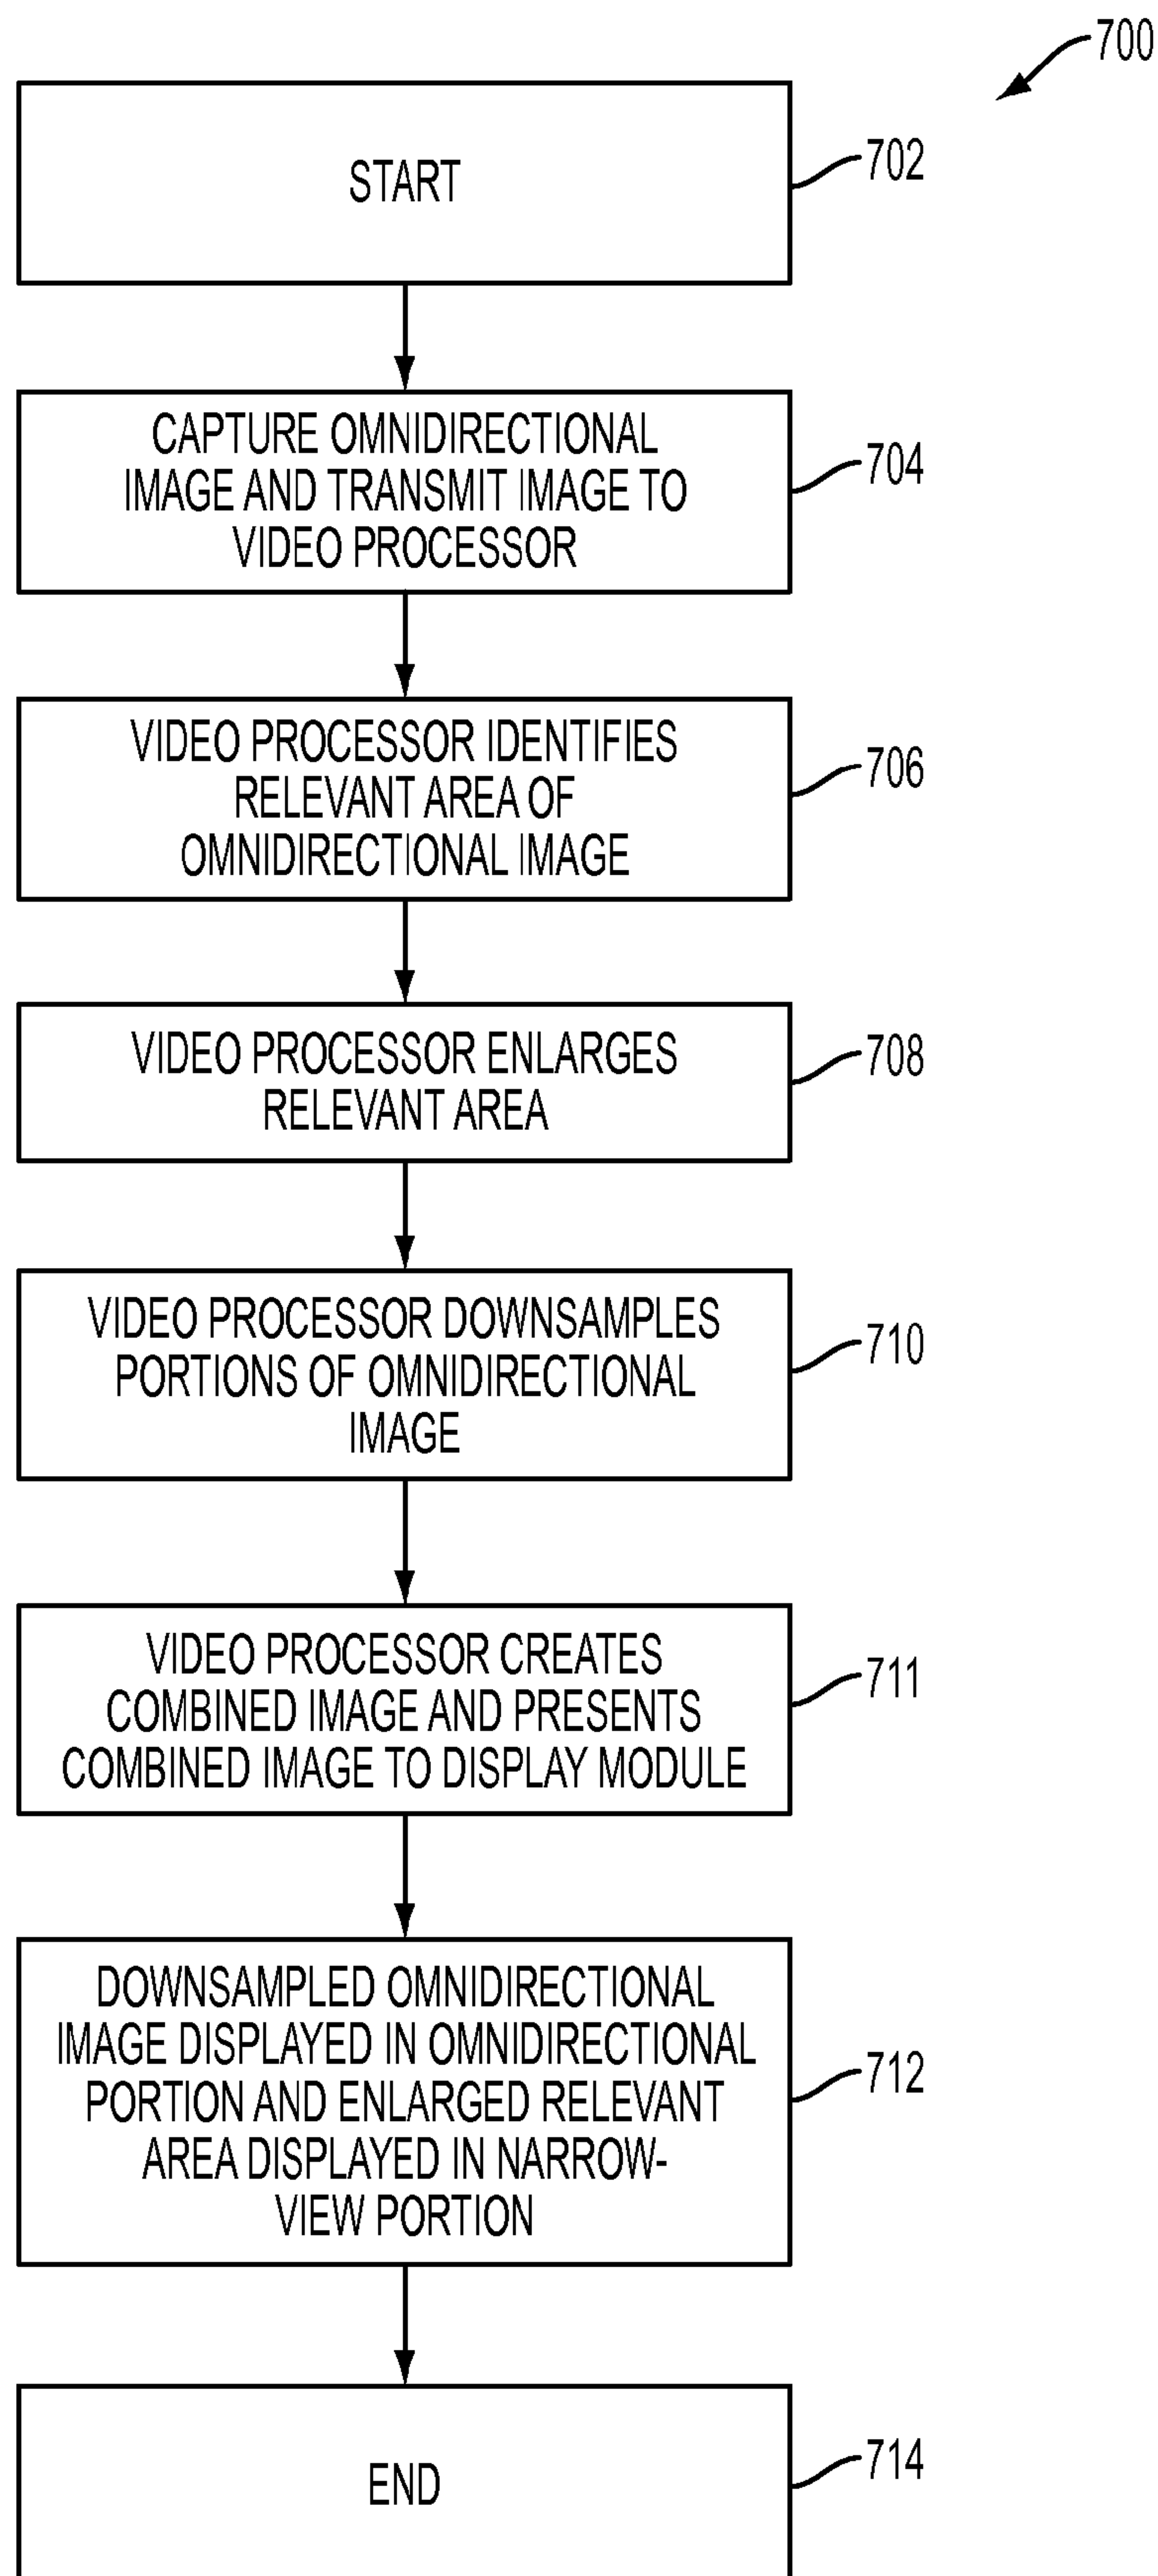 700
START
702
CAPTURE OMNIDIRECTIONAL
IMAGE AND TRANSMIT IMAGE TO
VIDEO PROCESSOR
704
VIDEO PROCESSOR IDENTIFIES
RELEVANT AREA OF
OMNIDIRECTIONAL IMAGE
706
VIDEO PROCESSOR ENLARGES
RELEVANT AREA
708
VIDEO PROCESSOR DOWNSAMPLES
PORTIONS OF OMNIDIRECTIONAL
IMAGE
710
VIDEO PROCESSOR CREATES
COMBINED IMAGE AND PRESENTS
COMBINED IMAGE TO DISPLAY MODULE
711
DOWNSAMPLED OMNIDIRECTIONAL
IMAGE DISPLAYED IN OMNIDIRECTIONAL
PORTION AND ENLARGED RELEVANT
AREA DISPLAYED IN NARROW-
VIEW PORTION
712
END
714